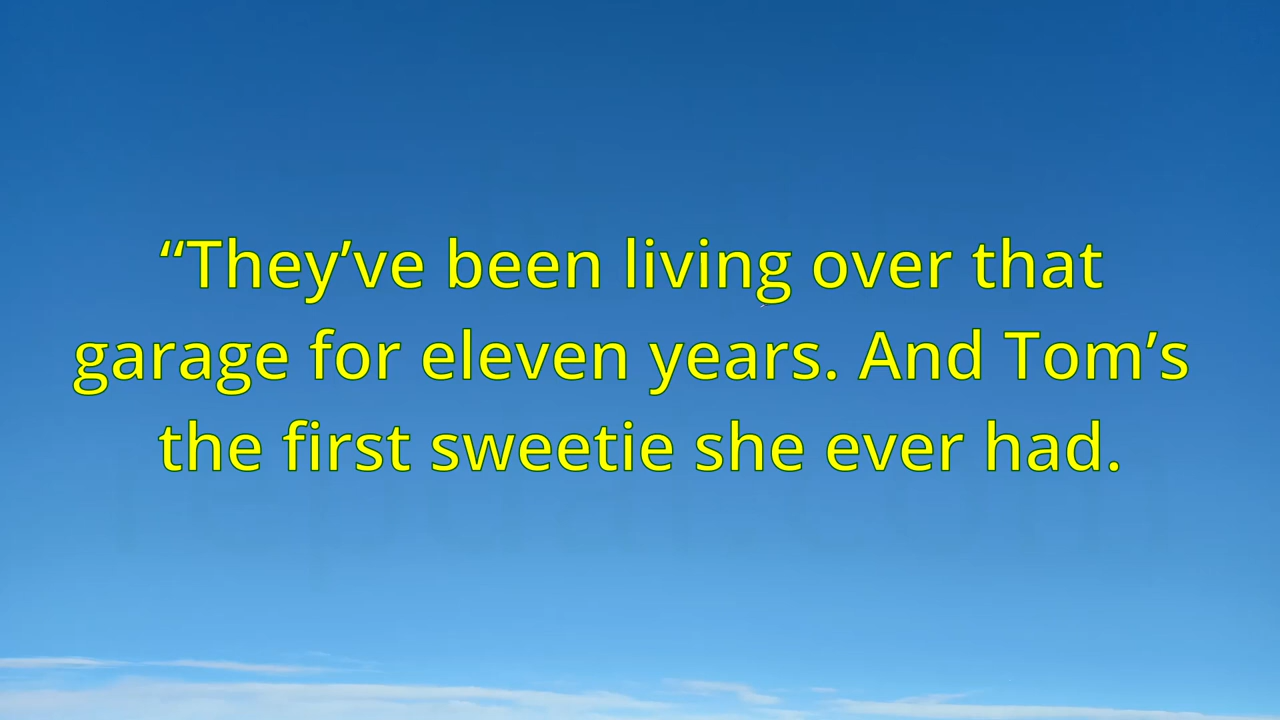 “They’ve been living over that
garage for eleven years. And Tom’s
the first sweetie she ever had.